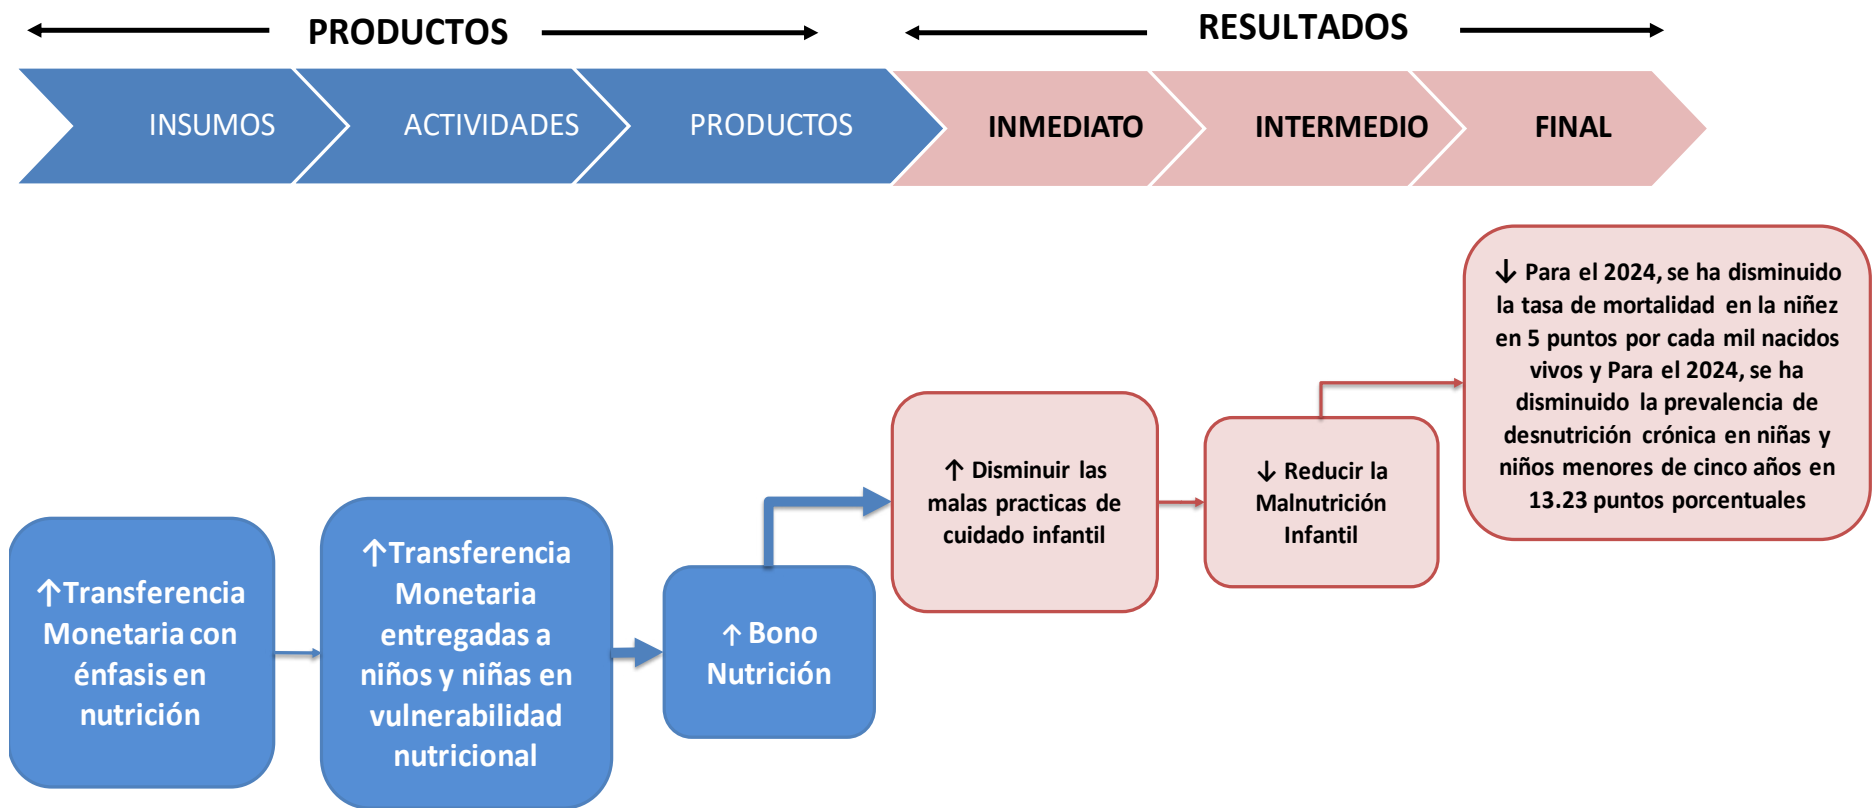 PRODUCTOS
RESULTADOS
INSUMOS
ACTIVIDADES
PRODUCTOS
INMEDIATO
INTERMEDIO
FINAL
↑Transferencia
Monetaria con
énfasis en
nutrición
↑Transferencia
Monetaria
entregadas a
niños y niñas en
vulnerabilidad
nutricional
↑ Bono
Nutrición
↑ Disminuir las
malas practicas de
cuidado infantil
↓ Reducir la
Malnutrición
Infantil
↓ Para el 2024, se ha disminuido
la tasa de mortalidad en la niñez
en 5 puntos por cada mil nacidos
vivos y Para el 2024, se ha
disminuido la prevalencia de
desnutrición crónica en niñas y
niños menores de cinco años en
13.23 puntos porcentuales